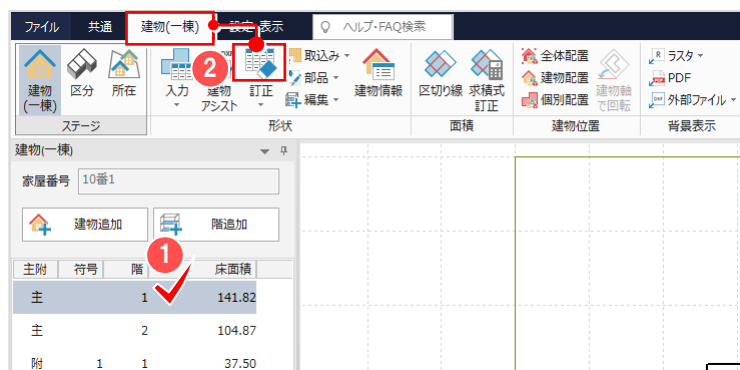 ファイル 共通 建物(一棟) 設定・表示 ヘルプ・FAQ検索
建物(一棟) 区分 所在 入力 建物アシスト 訂正 取込み 部品 編集 建物情報 区切り線 求積式訂正 全体配置 建物配置 個別配置 建物軸で回転 ラスタ PDF 外部ファイル
ステージ 形状 面積 建物位置 背景表示
2
建物(一棟)
家屋番号 10番1
建物追加 階追加
1
主附 符号 階 床面積
主 1 141.82
主 2 104.87
附 1 1 37.50